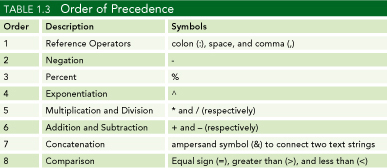 TABLE 1.3 Order of Precedence
Order Description Symbols
1 Reference Operators colon (:), space, and comma (,)
2 Negation -
3 Percent %
4 Exponentiation ^
5 Multiplication and Division * and / (respectively)
6 Addition and Subtraction + and – (respectively)
7 Concatenation ampersand symbol (&) to connect two text strings
8 Comparison Equal sign (=), greater than (>), and less than (<)